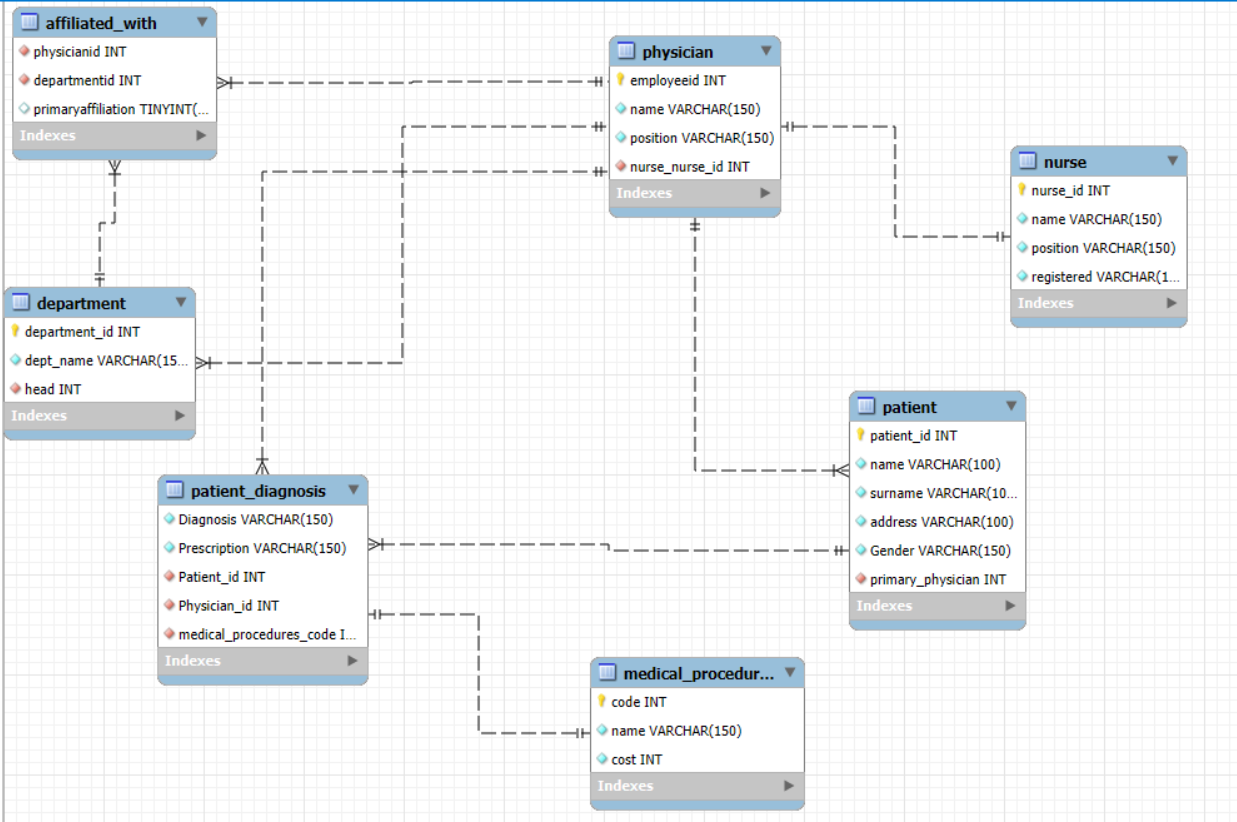 affiliated_with
physicianid INT
departmentid INT
primaryaffiliation TINYINT(...
Indexes
physician
employeeid INT
name VARCHAR(150)
position VARCHAR(150)
nurse_nurse_id INT
Indexes
nurse
nurse_id INT
name VARCHAR(150)
position VARCHAR(150)
registered VARCHAR(1...
Indexes
department
department_id INT
dept_name VARCHAR(15...
head INT
Indexes
patient
patient_id INT
name VARCHAR(100)
surname VARCHAR(10...
address VARCHAR(100)
Gender VARCHAR(150)
primary_physician INT
Indexes
patient_diagnosis
Diagnosis VARCHAR(150)
Prescription VARCHAR(150)
Patient_id INT
Physician_id INT
medical_procedures_code I...
Indexes
medical_procedur...
code INT
name VARCHAR(150)
cost INT
Indexes